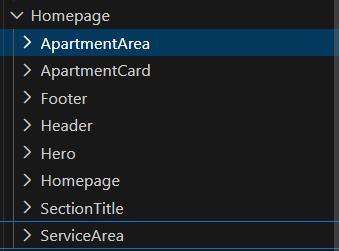 Homepage
ApartmentArea
ApartmentCard
Footer
Header
Hero
Homepage
SectionTitle
ServiceArea